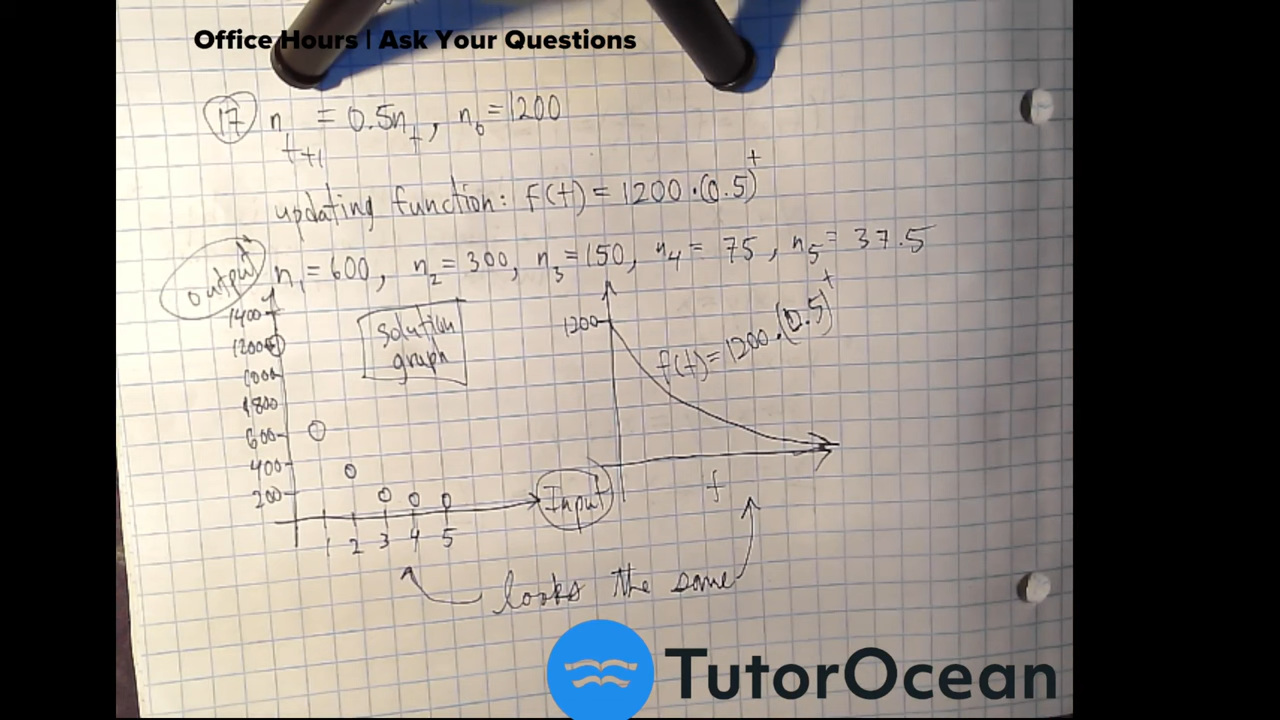 Office Hours | Ask Your Questions
17 n_{t+1} = 0.5n_t, n_0 = 1200
updating function: f(t) = 1200·(0.5)^t
output n_1 = 600, n_2 = 300, n_3 = 150, n_4 = 75, n_5 = 37.5
1400
1200
1000
800
600
400
200
solution
graph
1 2 3 4 5
Input
1200
f(t) = 1200·(0.5)^t
t
looks the same
TutorOcean